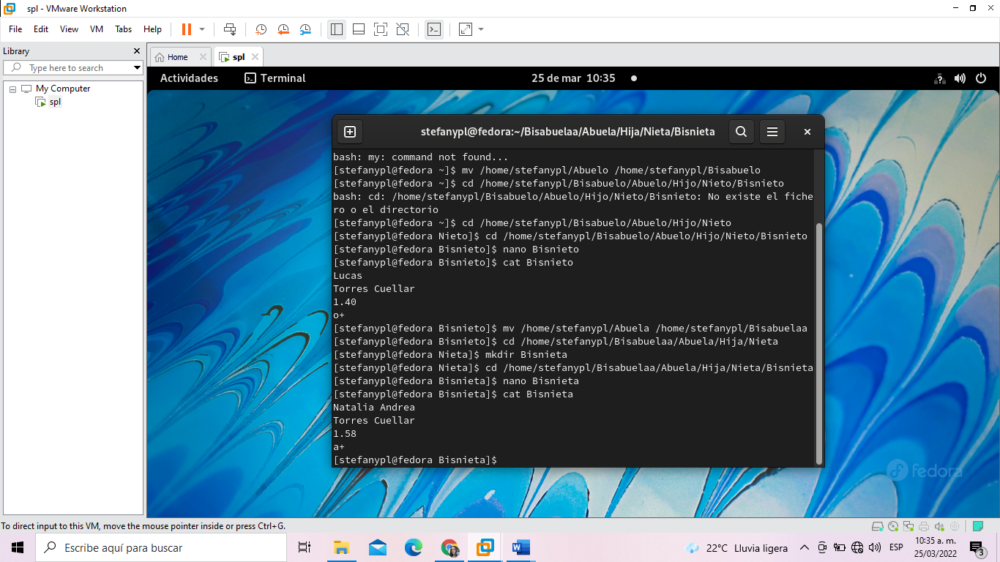 spl - VMware Workstation
File Edit View VM Tabs Help
Library
Type here to search
My Computer
spl
Home
spl
Actividades
Terminal
25 de mar 10:35
stefanypl@fedora:~/Bisabuelaa/Abuela/Hija/Nieta/Bisnieta
bash: my: command not found...
[stefanypl@fedora ~]$ mv /home/stefanypl/Abuelo /home/stefanypl/Bisabuelo
[stefanypl@fedora ~]$ cd /home/stefanypl/Bisabuelo/Abuelo/Hijo/Nieto/Bisnieto
bash: cd: /home/stefanypl/Bisabuelo/Abuelo/Hijo/Nieto/Bisnieto: No existe el fiche
ro o el directorio
[stefanypl@fedora ~]$ cd /home/stefanypl/Bisabuelo/Abuelo/Hijo/Nieto
[stefanypl@fedora Nieto]$ cd /home/stefanypl/Bisabuelo/Abuelo/Hijo/Nieto/Bisnieto
[stefanypl@fedora Bisnieto]$ nano Bisnieto
[stefanypl@fedora Bisnieto]$ cat Bisnieto
Lucas
Torres Cuellar
1.40
o+
[stefanypl@fedora Bisnieto]$ mv /home/stefanypl/Abuela /home/stefanypl/Bisabuelaa
[stefanypl@fedora Bisnieto]$ cd /home/stefanypl/Bisabuelaa/Abuela/Hija/Nieta
[stefanypl@fedora Nieta]$ mkdir Bisnieta
[stefanypl@fedora Nieta]$ cd /home/stefanypl/Bisabuelaa/Abuela/Hija/Nieta/Bisnieta
[stefanypl@fedora Bisnieta]$ nano Bisnieta
[stefanypl@fedora Bisnieta]$ cat Bisnieta
Natalia Andrea
Torres Cuellar
1.58
a+
[stefanypl@fedora Bisnieta]$
fedora
To direct input to this VM, move the mouse pointer inside or press Ctrl+G.
Escribe aquí para buscar
22°C Lluvia ligera
ESP
10:35 a. m.
25/03/2022
3